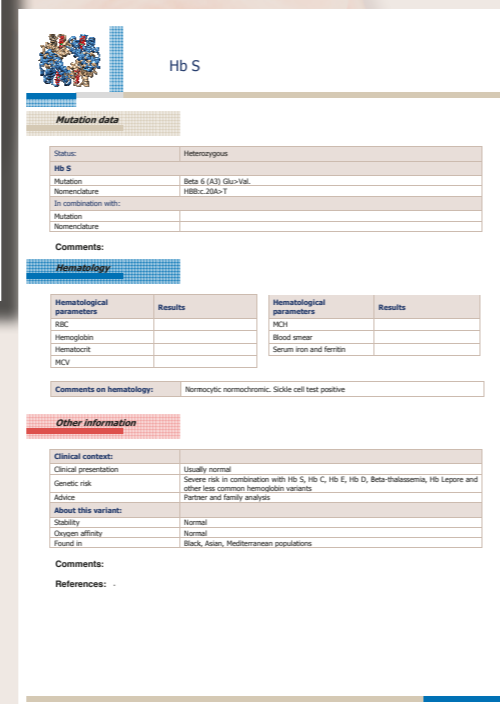 Hb S
Mutation data
Status: Heterozygous
Hb S
Mutation Beta 6 (A3) Glu>Val.
Nomenclature HBB:c.20A>T
In combination with:
Mutation
Nomenclature
Comments:
Hematology
Hematological parameters Results
RBC
Hemoglobin
Hematocrit
MCV
Hematological parameters Results
MCH
Blood smear
Serum iron and ferritin
Comments on hematology: Normocytic normochromic. Sickle cell test positive
Other information
Clinical context:
Clinical presentation Usually normal
Genetic risk Severe risk in combination with Hb S, Hb C, Hb E, Hb D, Beta-thalassemia, Hb Lepore and
other less common hemoglobin variants
Advice Partner and family analysis
About this variant:
Stability Normal
Oxygen affinity Normal
Found in Black, Asian, Mediterranean populations
Comments:
References: -